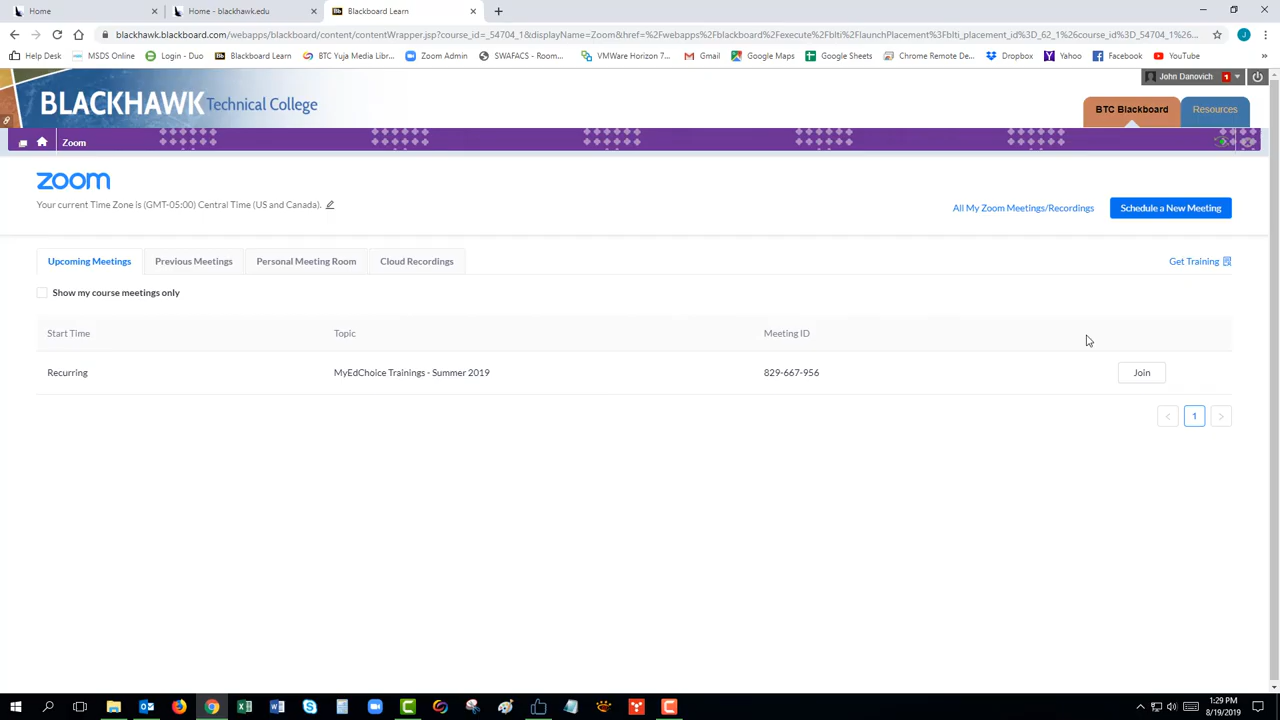 Home
Home - blackhawk.edu
Blackboard Learn
blackhawk.blackboard.com/webapps/blackboard/content/contentWrapper.jsp?course_id=_54704_1&displayName=Zoom&href=%2Fwebapps%2Fblackboard%2Fexecute%2Fblti%2FlaunchPlacement%3Fblti_placement_id%3D_62_1%26course_id%3D_54704_1%26...
Help Desk
MSDS Online
Login - Duo
Blackboard Learn
BTC Yuja Media Libr...
Zoom Admin
SWAFACS - Room...
VMWare Horizon 7...
Gmail
Google Maps
Google Sheets
Chrome Remote De...
Dropbox
Yahoo
Facebook
YouTube
John Danovich 1
BLACKHAWK Technical College
BTC Blackboard
Resources
Zoom
zoom
Your current Time Zone is (GMT-05:00) Central Time (US and Canada).
All My Zoom Meetings/Recordings
Schedule a New Meeting
Upcoming Meetings
Previous Meetings
Personal Meeting Room
Cloud Recordings
Get Training
Show my course meetings only
Start Time
Topic
Meeting ID
Recurring
MyEdChoice Trainings - Summer 2019
829-667-956
Join
1
1:29 PM
8/19/2019